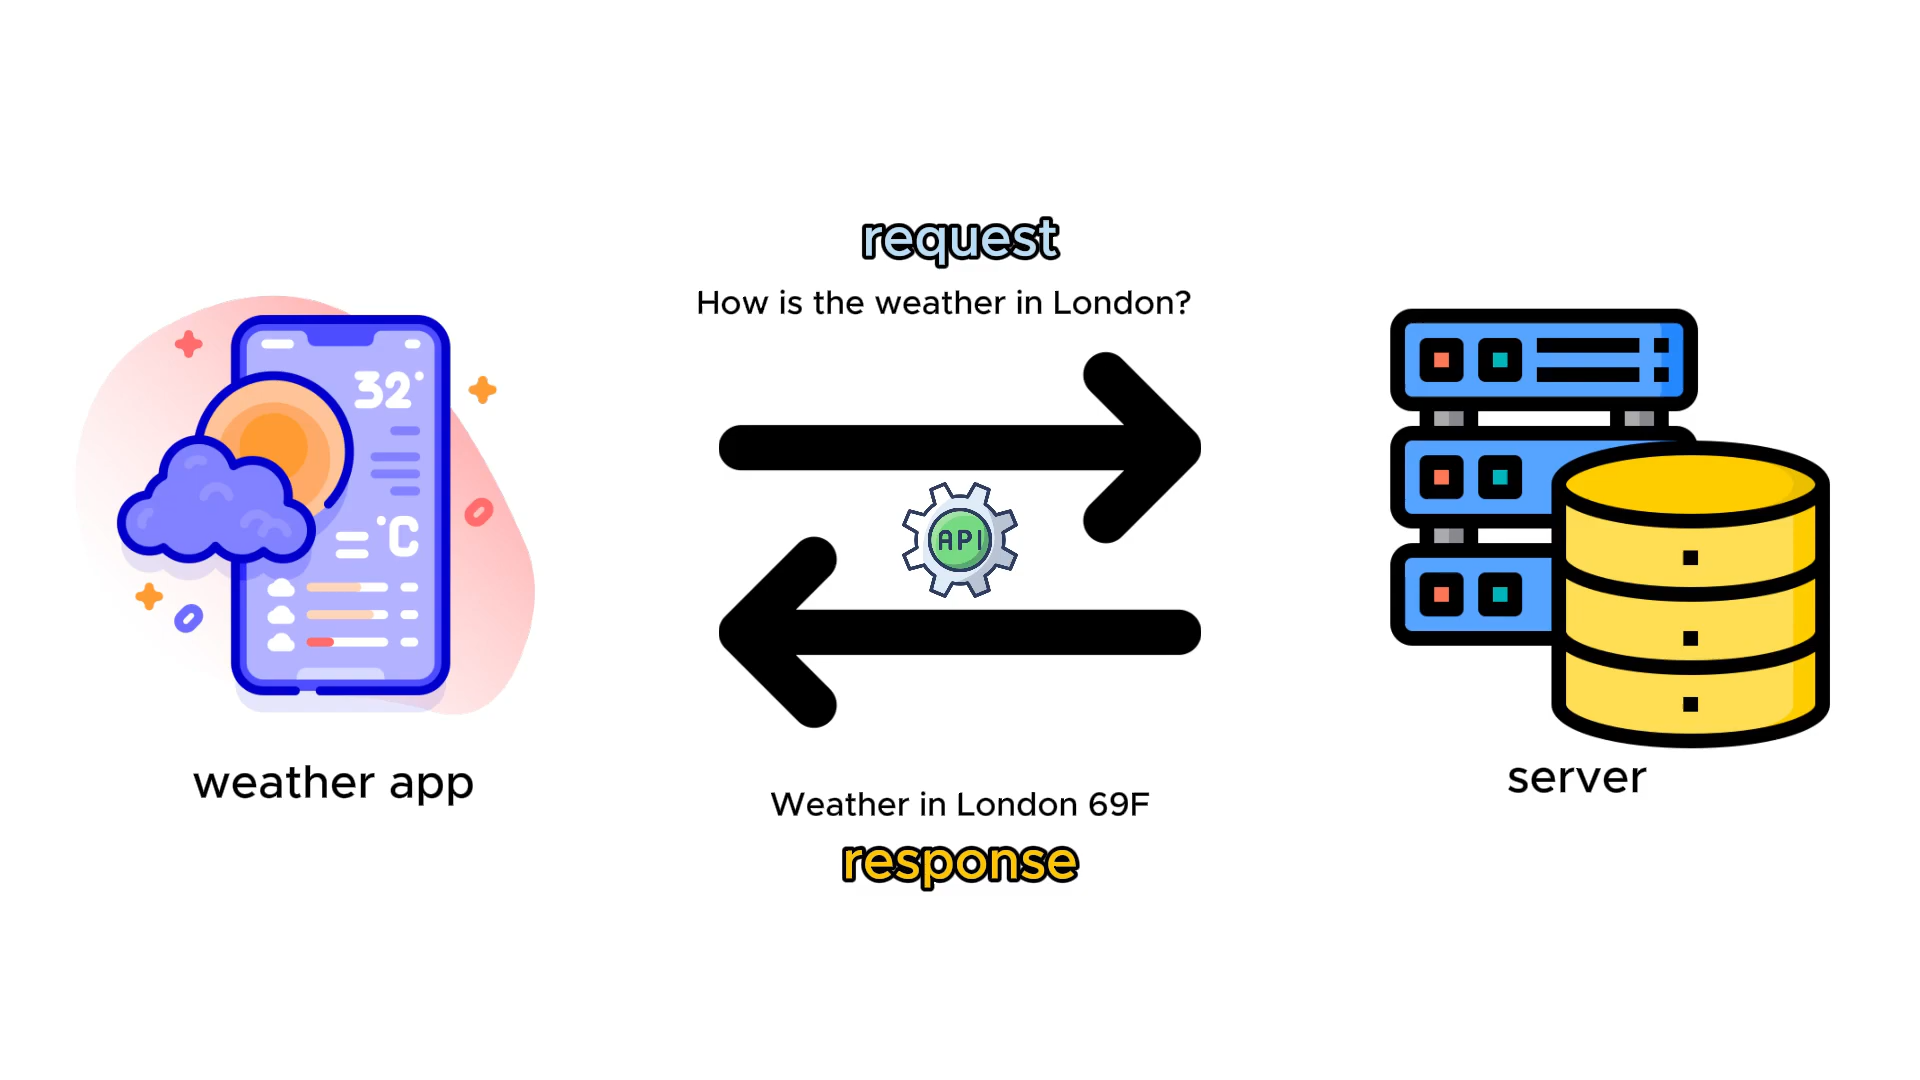 request
How is the weather in London?
32°
=°C
API
weather app
server
Weather in London 69F
response